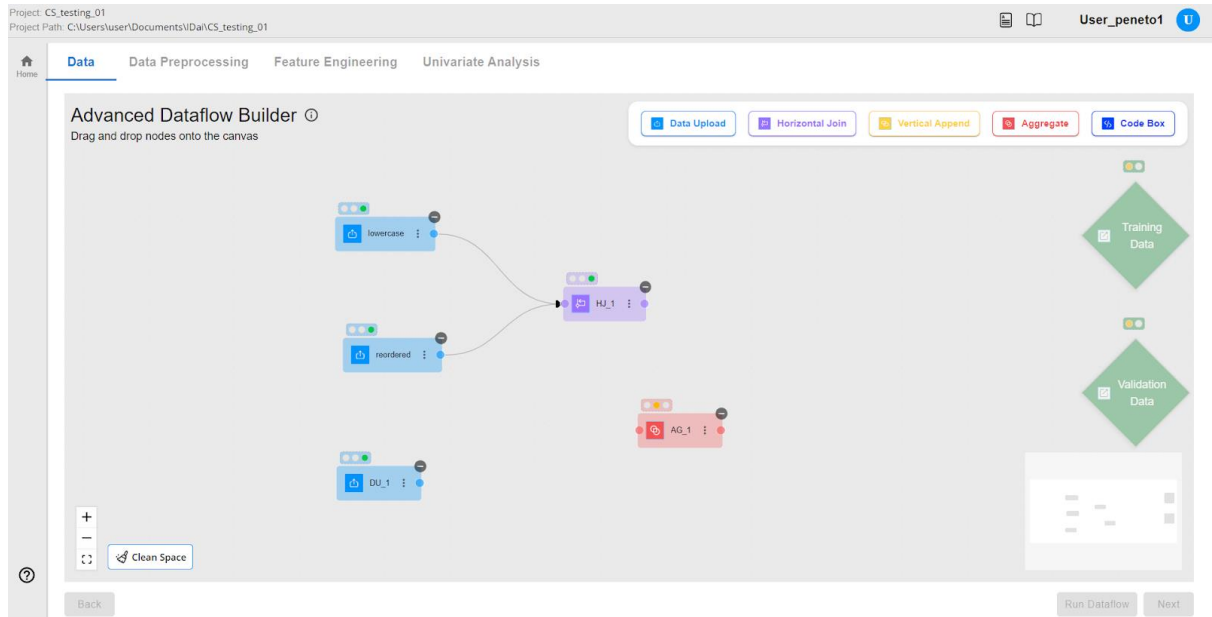 Project: CS_testing_01
Project Path: C:\Users\user\Documents\IDai\CS_testing_01
User_peneto1 U
Home
Data Data Preprocessing Feature Engineering Univariate Analysis
Advanced Dataflow Builder
Drag and drop nodes onto the canvas
Data Upload Horizontal Join Vertical Append Aggregate Code Box
Training
Data
lowercase
HJ_1
reordered
Validation
Data
AG_1
DU_1
Clean Space
Back Run Dataflow Next